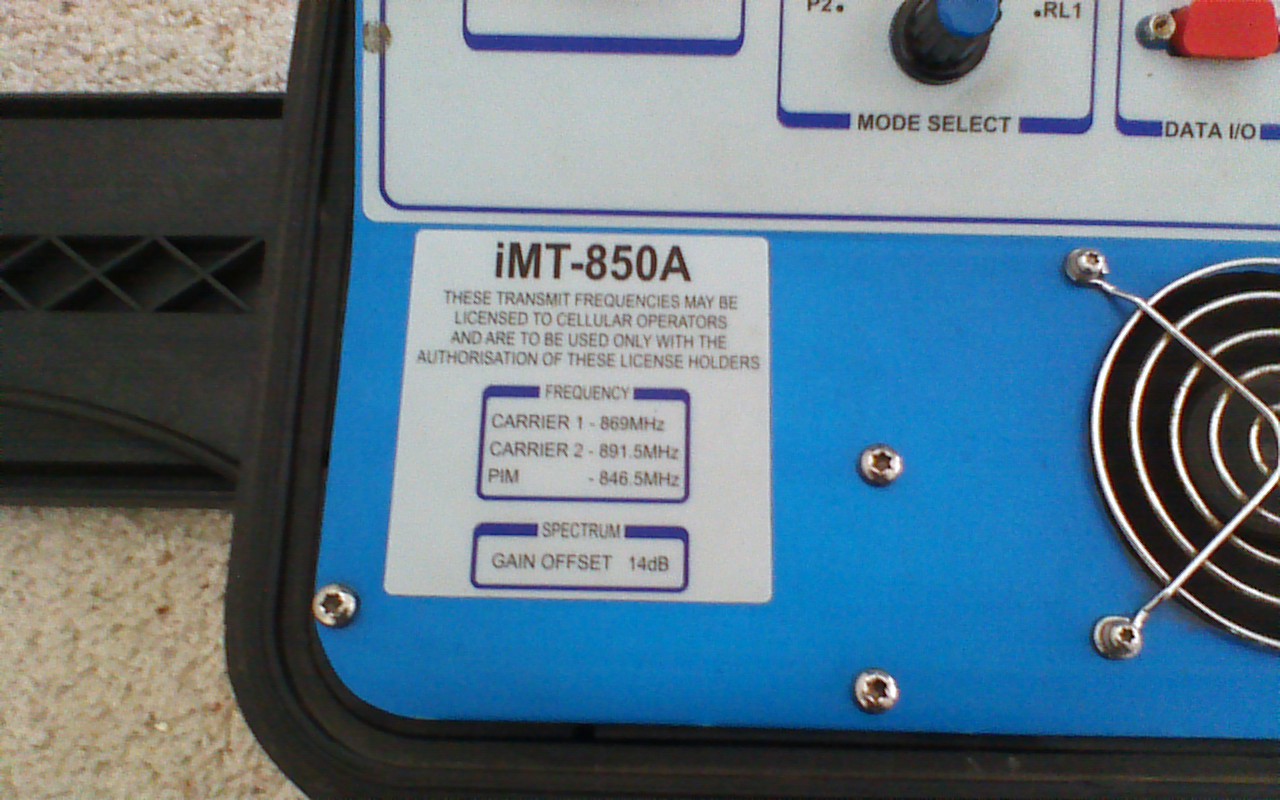 P2.
.RL1
MODE SELECT
DATA I/O
iMT-850A
THESE TRANSMIT FREQUENCIES MAY BE
LICENSED TO CELLULAR OPERATORS
AND ARE TO BE USED ONLY WITH THE
AUTHORISATION OF THESE LICENSE HOLDERS
FREQUENCY
CARRIER 1 - 869MHz
CARRIER 2 - 891.5MHz
PIM - 846.5MHz
SPECTRUM
GAIN OFFSET 14dB